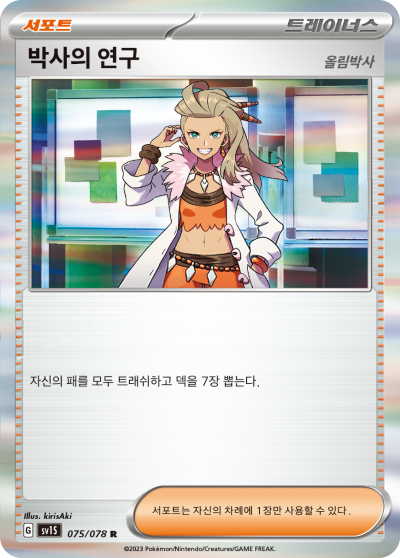 서포트
트레이너스
박사의 연구
올림박사
자신의 패를 모두 트래쉬하고 덱을 7장 뽑는다.
Illus. kirisAki
G sv1S 075/078 R
서포트는 자신의 차례에 1장만 사용할 수 있다.
©2023 Pokémon/Nintendo/Creatures/GAME FREAK.